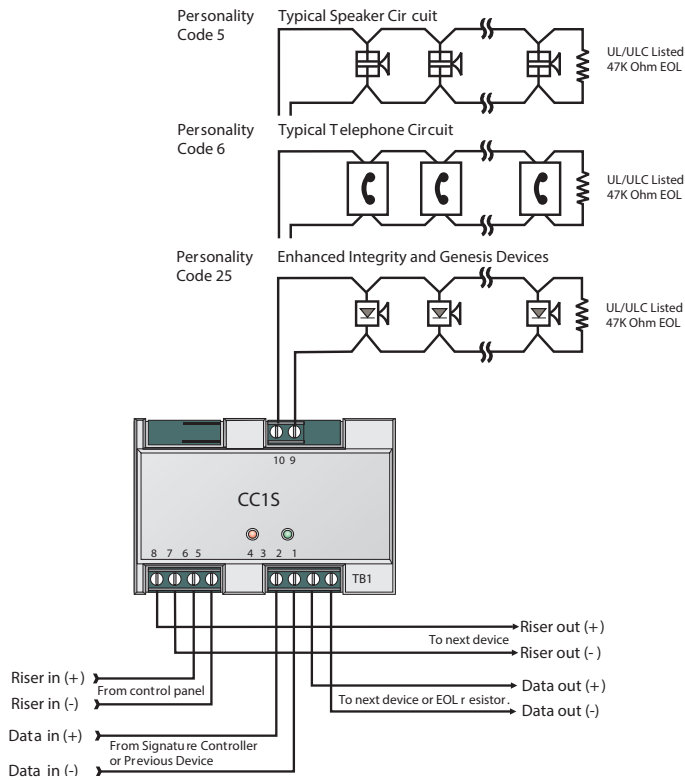 Personality Typical Speaker Cir cuit
Code 5
UL/ULC Listed
47K Ohm EOL
Personality Typical T elephone Circuit
Code 6
UL/ULC Listed
47K Ohm EOL
Personality Enhanced Integrity and Genesis Devices
Code 25
UL/ULC Listed
47K Ohm EOL
10 9
CC1S
8 7 6 5 4 3 2 1
TB1
Riser out (+)
To next device
Riser out (-)
Riser in (+)
From control panel
Riser in (-)
Data out (+)
To next device or EOL r esistor.
Data out (-)
Data in (+)
From Signature Controller
or Previous Device
Data in (-)